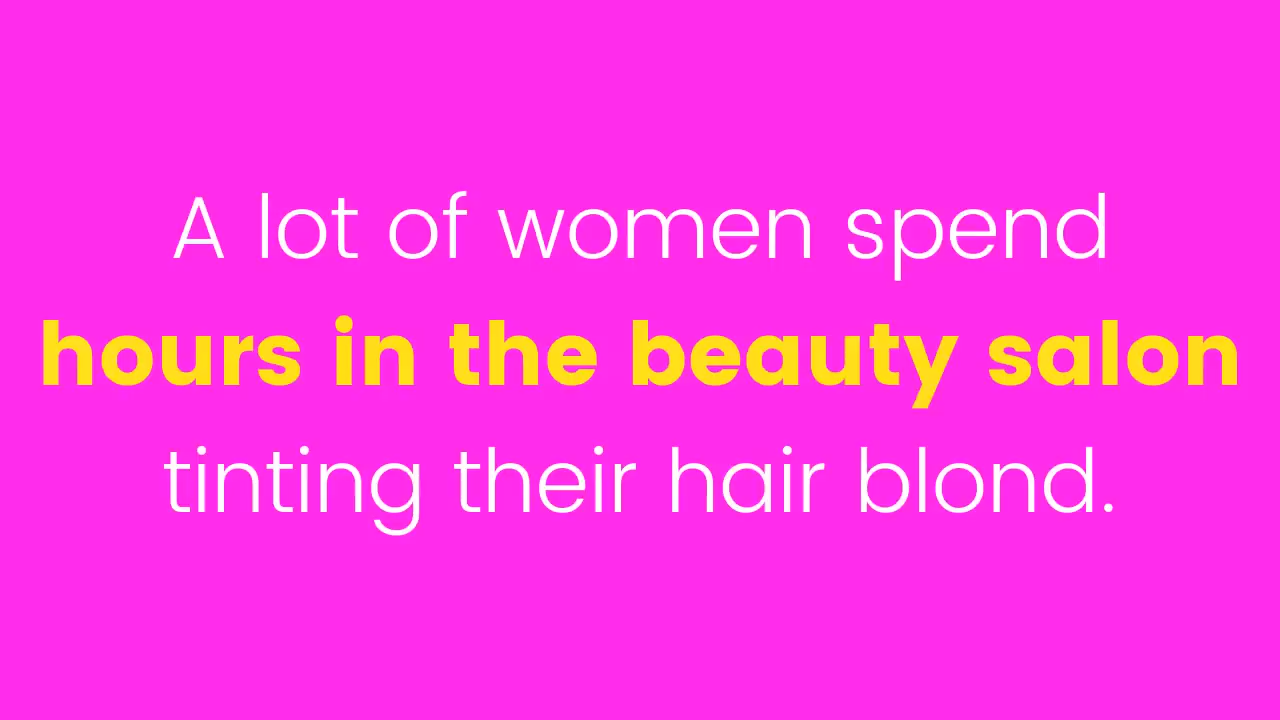 A lot of women spend
hours in the beauty salon
tinting their hair blond.